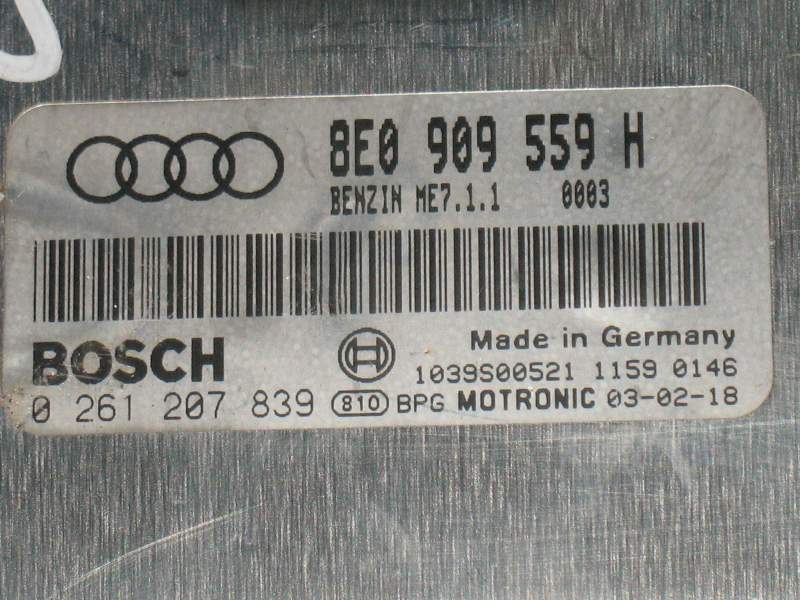 8E0 909 559 H
BENZIN ME7.1.1 0003
BOSCH
Made in Germany
1039S00521 1159 0146
0 261 207 839 810 BPG MOTRONIC 03-02-18